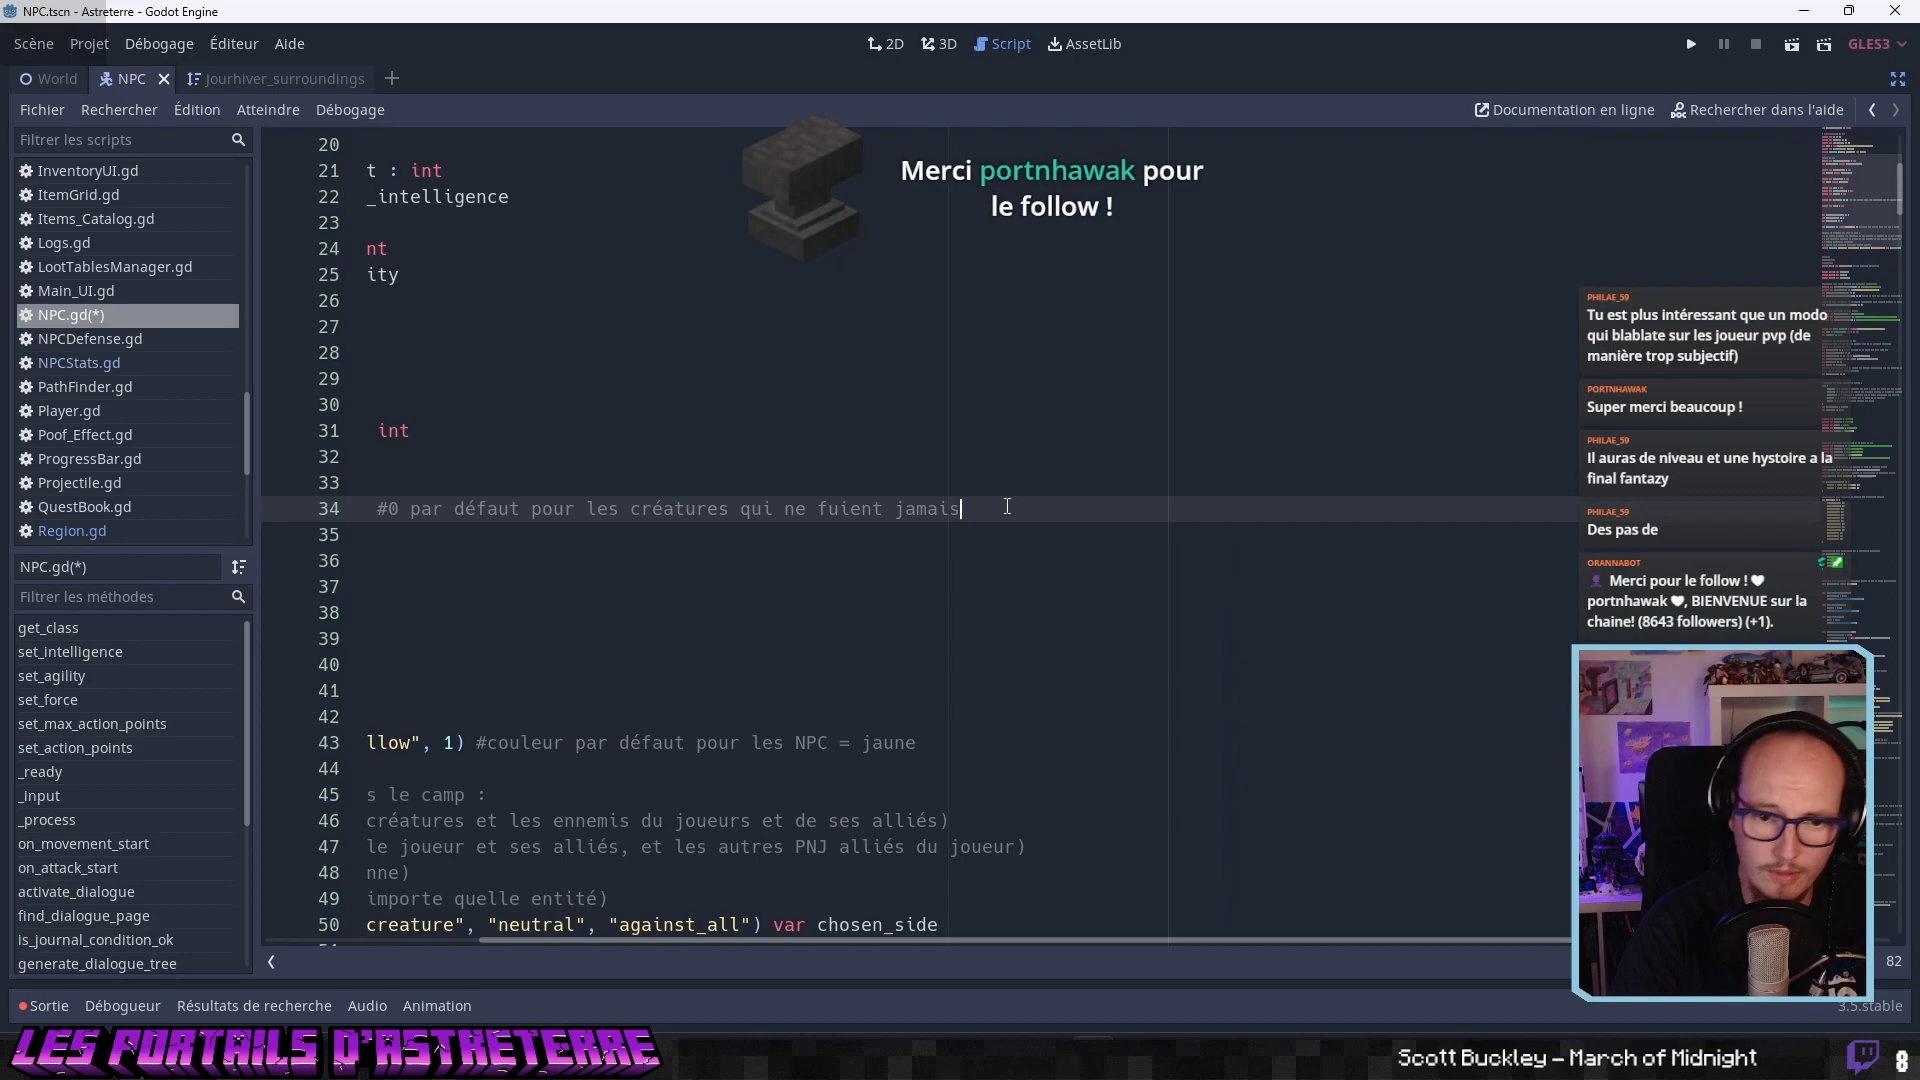 NPC.tscn - Astreterre - Godot Engine
Scène Projet Débogage Éditeur Aide
2D 3D Script AssetLib
GLES3
World NPC Jourhiver_surroundings
Fichier Rechercher Édition Atteindre Débogage
Documentation en ligne Rechercher dans l'aide
Filtrer les scripts
InventoryUI.gd
ItemGrid.gd
Items_Catalog.gd
Logs.gd
LootTablesManager.gd
Main_UI.gd
NPC.gd(*)
NPCDefense.gd
NPCStats.gd
PathFinder.gd
Player.gd
Poof_Effect.gd
ProgressBar.gd
Projectile.gd
QuestBook.gd
Region.gd
NPC.gd(*)
Filtrer les méthodes
get_class
set_intelligence
set_agility
set_force
set_max_action_points
set_action_points
_ready
_input
_process
on_movement_start
on_attack_start
activate_dialogue
find_dialogue_page
is_journal_condition_ok
generate_dialogue_tree
20
21 t : int
22 _intelligence
23
24 nt
25 ity
26
27
28
29
30
31 int
32
33
34 #0 par défaut pour les créatures qui ne fuient jamais
35
36
37
38
39
40
41
42
43 llow", 1) #couleur par défaut pour les NPC = jaune
44
45 s le camp :
46 créatures et les ennemis du joueurs et de ses alliés)
47 le joueur et ses alliés, et les autres PNJ alliés du joueur)
48 nne)
49 importe quelle entité)
50 creature", "neutral", "against_all") var chosen_side
Merci portnhawak pour
le follow !
PHILAE_59
Tu est plus intéressant que un modo
qui blablate sur les joueur pvp (de
manière trop subjectif)
PORTNHAWAK
Super merci beaucoup !
PHILAE_59
Il auras de niveau et une hystoire a la
final fantasy
PHILAE_59
Des pas de
ORANNABOT
Merci pour le follow !
portnhawak , BIENVENUE sur la
chaine! (8643 followers) (+1).
82
Sortie Débogueur Résultats de recherche Audio Animation
3.5.stable
LES PORTAILS D'ASTRETERRE
Scott Buckley – March of Midnight
8